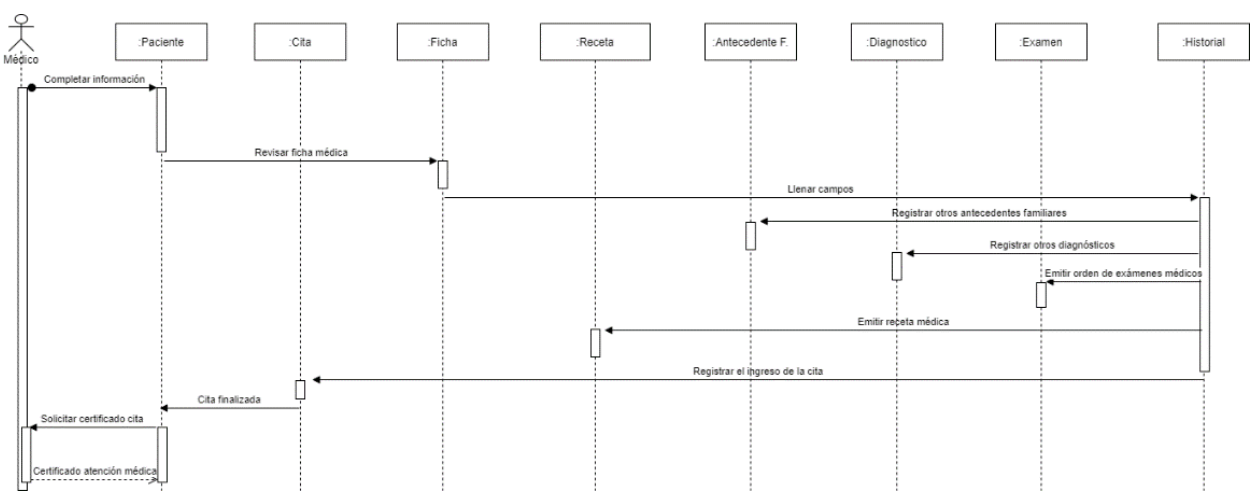 Médico
:Paciente
:Cita
:Ficha
:Receta
:Antecedente F.
:Diagnostico
:Examen
:Historial
Completar información
Revisar ficha médica
Llenar campos
Registrar otros antecedentes familiares
Registrar otros diagnósticos
Emitir orden de exámenes médicos
Emitir receta médica
Registrar el ingreso de la cita
Cita finalizada
Solicitar certificado cita
Certificado atención médica